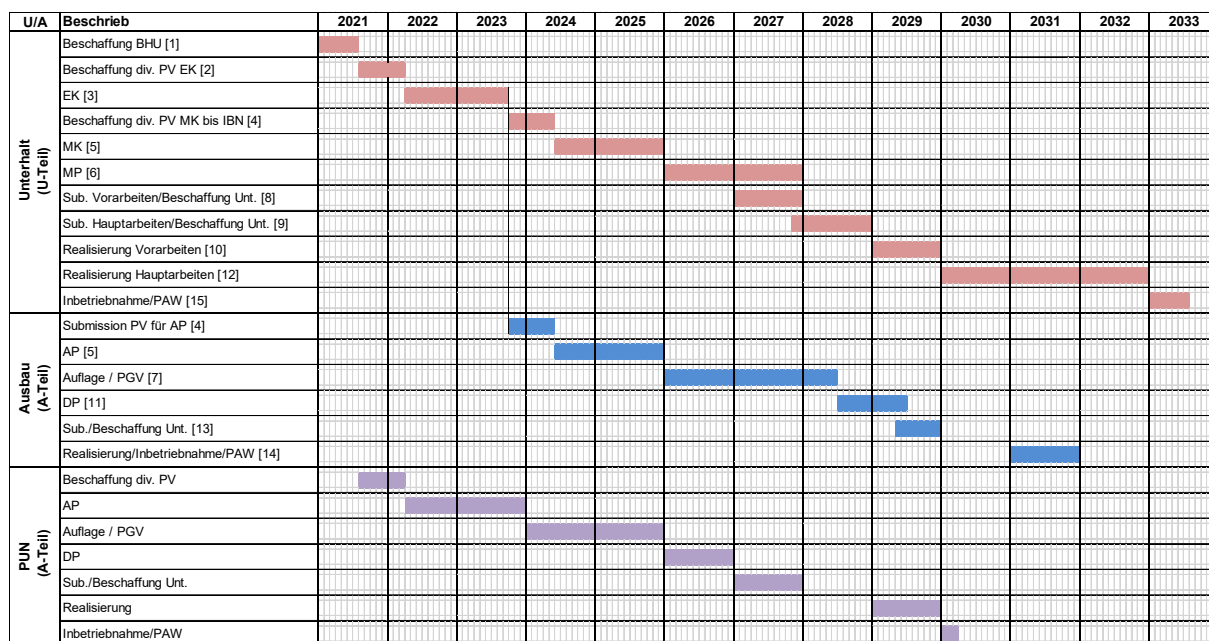 U/A Beschrieb 2021 2022 2023 2024 2025 2026 2027 2028 2029 2030 2031 2032 2033
Unterhalt
(U-Teil)
Beschaffung BHU [1]
Beschaffung div. PV EK [2]
EK [3]
Beschaffung div. PV MK bis IBN [4]
MK [5]
MP [6]
Sub. Vorarbeiten/Beschaffung Unt. [8]
Sub. Hauptarbeiten/Beschaffung Unt. [9]
Realisierung Vorarbeiten [10]
Realisierung Hauptarbeiten [12]
Inbetriebnahme/PAW [15]
Ausbau
(A-Teil)
Submission PV für AP [4]
AP [5]
Auflage / PGV [7]
DP [11]
Sub./Beschaffung Unt. [13]
Realisierung/Inbetriebnahme/PAW [14]
PUN
(A-Teil)
Beschaffung div. PV
AP
Auflage / PGV
DP
Sub./Beschaffung Unt.
Realisierung
Inbetriebnahme/PAW